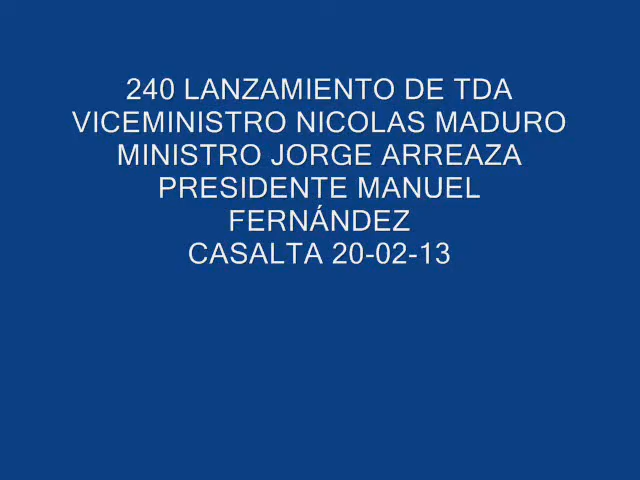 240 LANZAMIENTO DE TDA
VICEMINISTRO NICOLAS MADURO
MINISTRO JORGE ARREAZA
PRESIDENTE MANUEL
FERNÁNDEZ
CASALTA 20-02-13